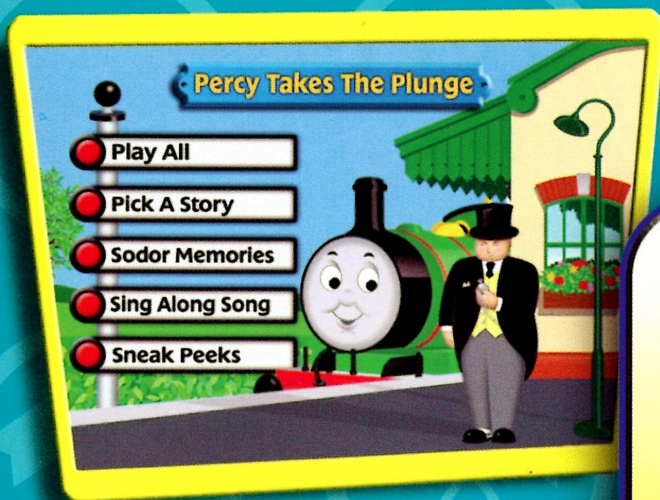 Percy Takes The Plunge
Play All
Pick A Story
Sodor Memories
Sing Along Song
Sneak Peeks